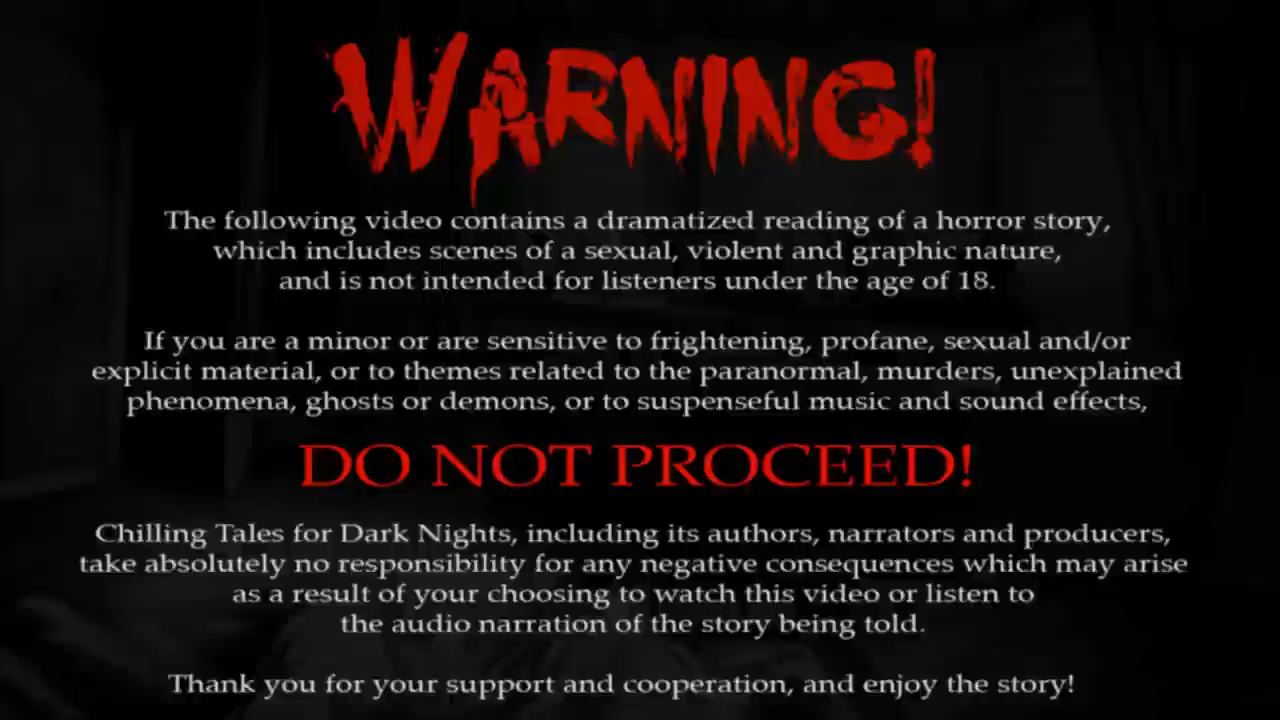 WARNING!
The following video contains a dramatized reading of a horror story,
which includes scenes of a sexual, violent and graphic nature,
and is not intended for listeners under the age of 18.
If you are a minor or are sensitive to frightening, profane, sexual and/or
explicit material, or to themes related to the paranormal, murders, unexplained
phenomena, ghosts or demons, or to suspenseful music and sound effects,
DO NOT PROCEED!
Chilling Tales for Dark Nights, including its authors, narrators and producers,
take absolutely no responsibility for any negative consequences which may arise
as a result of your choosing to watch this video or listen to
the audio narration of the story being told.
Thank you for your support and cooperation, and enjoy the story!